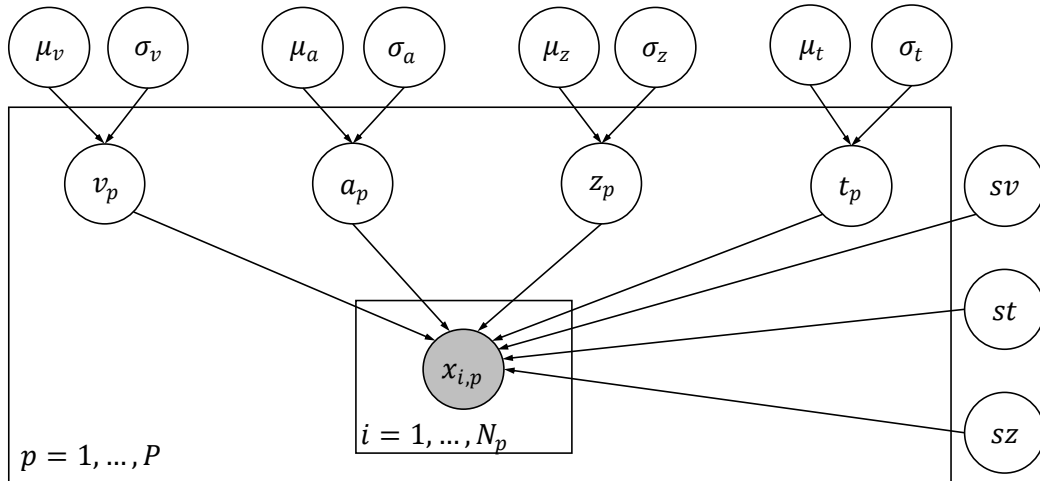 μ_v σ_v μ_a σ_a μ_z σ_z μ_t σ_t
v_p a_p z_p t_p sv
st
x_{i,p}
i = 1, … , N_p sz
p = 1, … , P